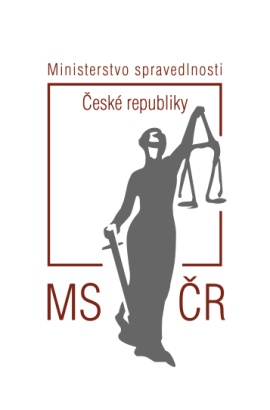 Ministerstvo spravedlnosti
České republiky
MS ČR